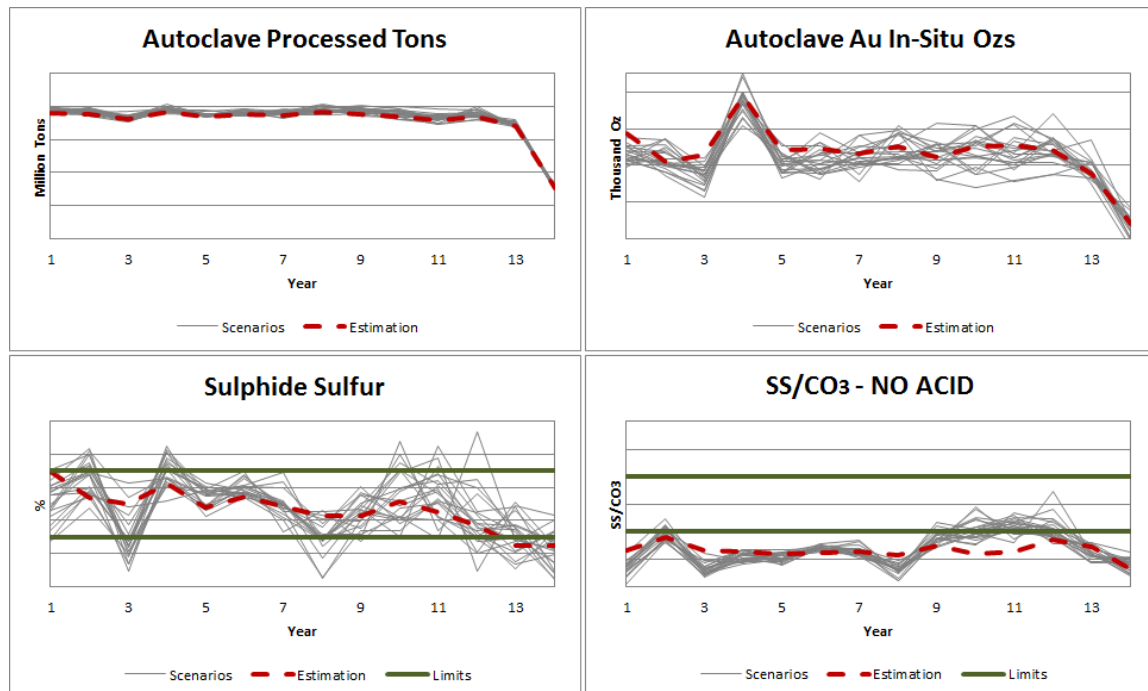 Autoclave Processed Tons
Million Tons
1 3 5 7 9 11 13
Year
Scenarios Estimation
Autoclave Au In-Situ Ozs
Thousand Oz
1 3 5 7 9 11 13
Year
Scenarios Estimation
Sulphide Sulfur
%
1 3 5 7 9 11 13
Year
Scenarios Estimation Limits
SS/CO3 - NO ACID
SS/CO3
1 3 5 7 9 11 13
Year
Scenarios Estimation Limits